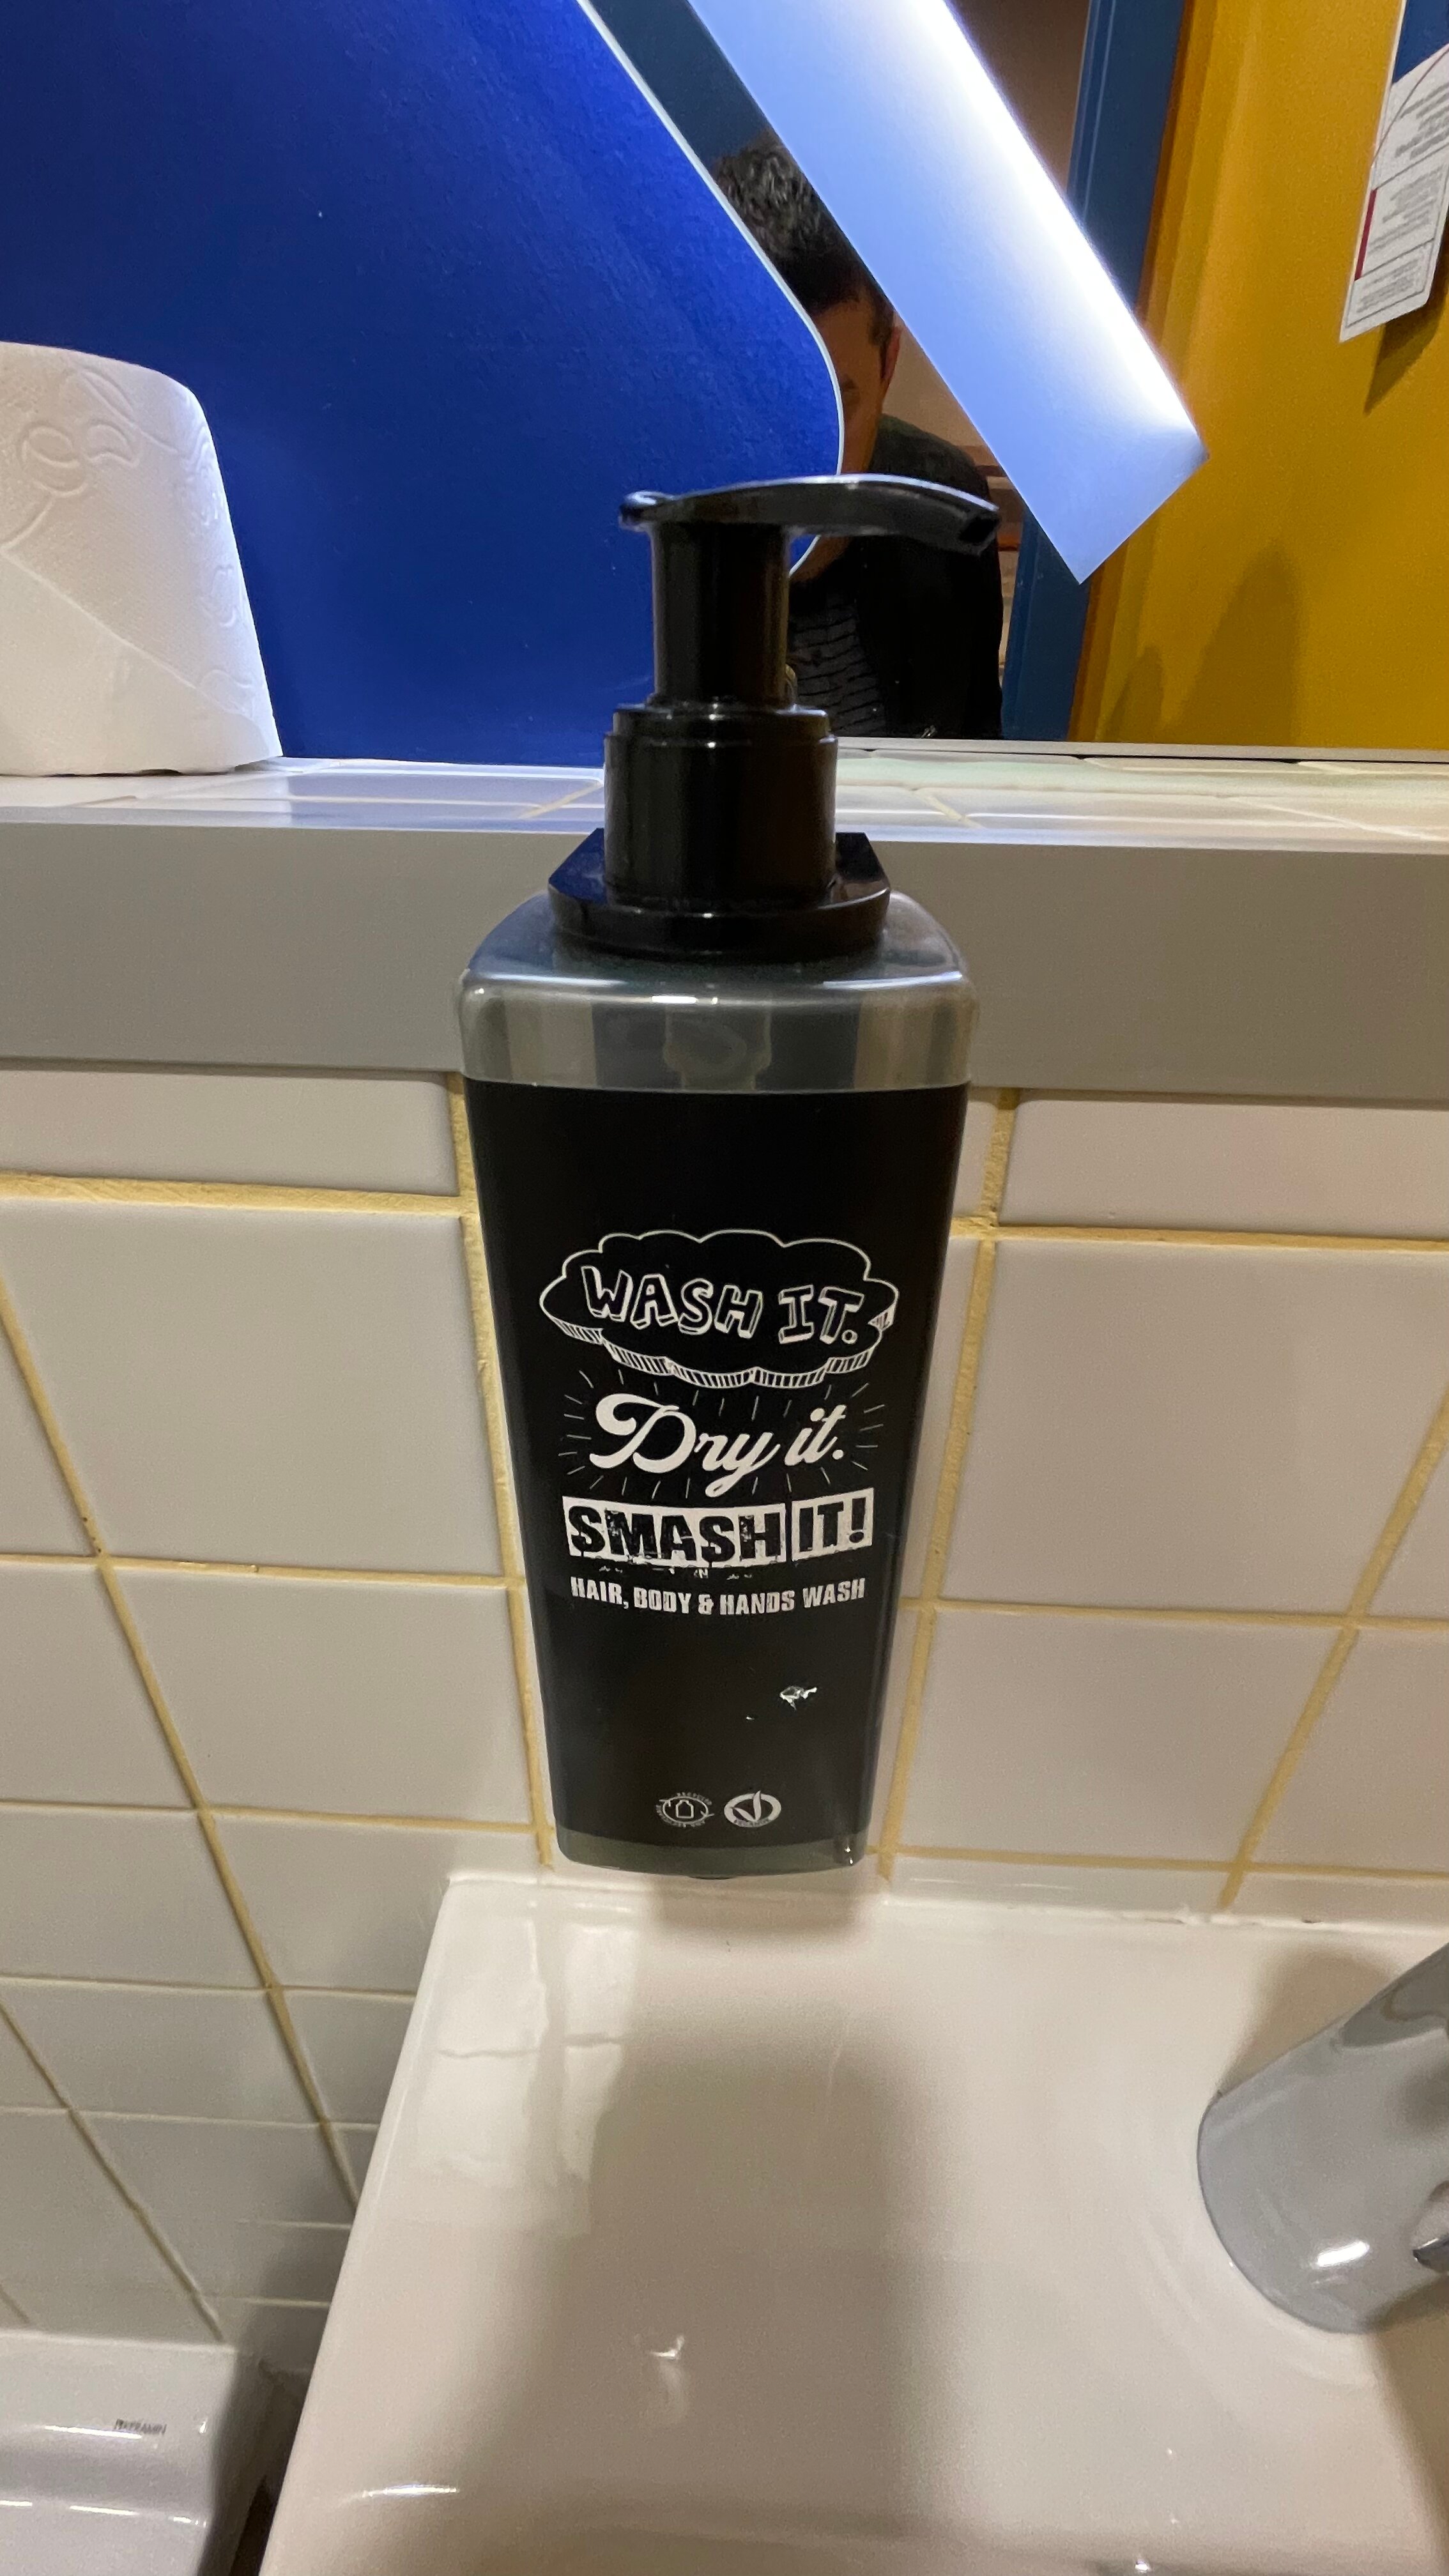 WASH IT.
Dry it.
SMASH IT!
HAIR, BODY & HANDS WASH